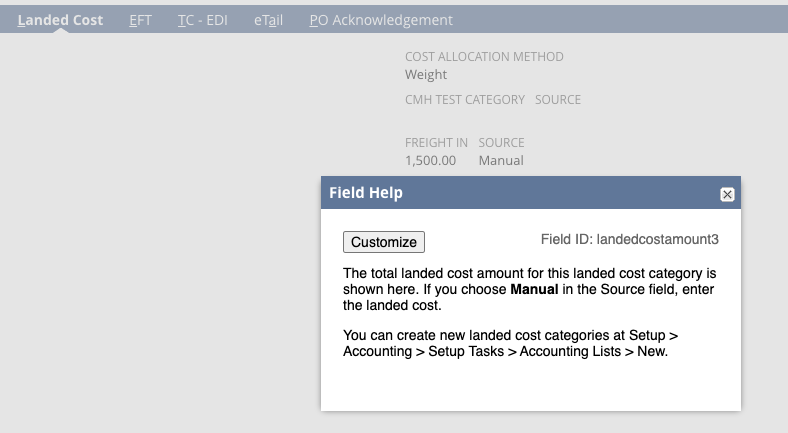 Landed Cost EFT TC - EDI eTail PO Acknowledgement
COST ALLOCATION METHOD
Weight
CMH TEST CATEGORY SOURCE
FREIGHT IN SOURCE
1,500.00 Manual
Field Help
Customize Field ID: landedcostamount3
The total landed cost amount for this landed cost category is
shown here. If you choose Manual in the Source field, enter
the landed cost.
You can create new landed cost categories at Setup >
Accounting > Setup Tasks > Accounting Lists > New.